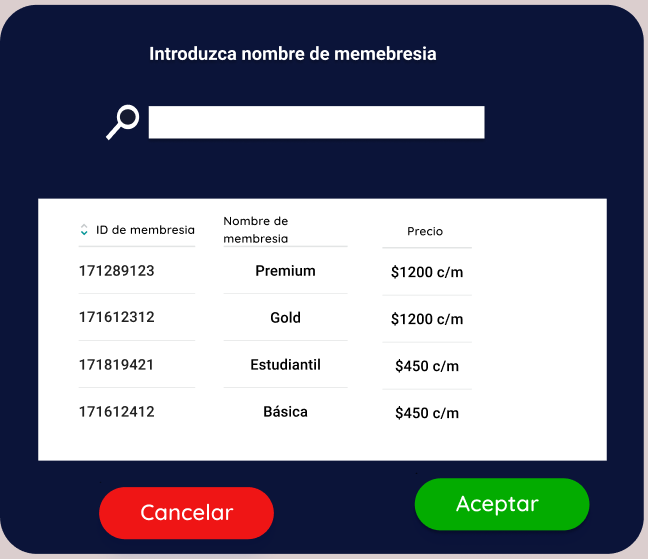 Introduzca nombre de memebresia
ID de membresia
Nombre de
membresia
Precio
171289123 Premium $1200 c/m
171612312 Gold $1200 c/m
171819421 Estudiantil $450 c/m
171612412 Básica $450 c/m
Cancelar
Aceptar